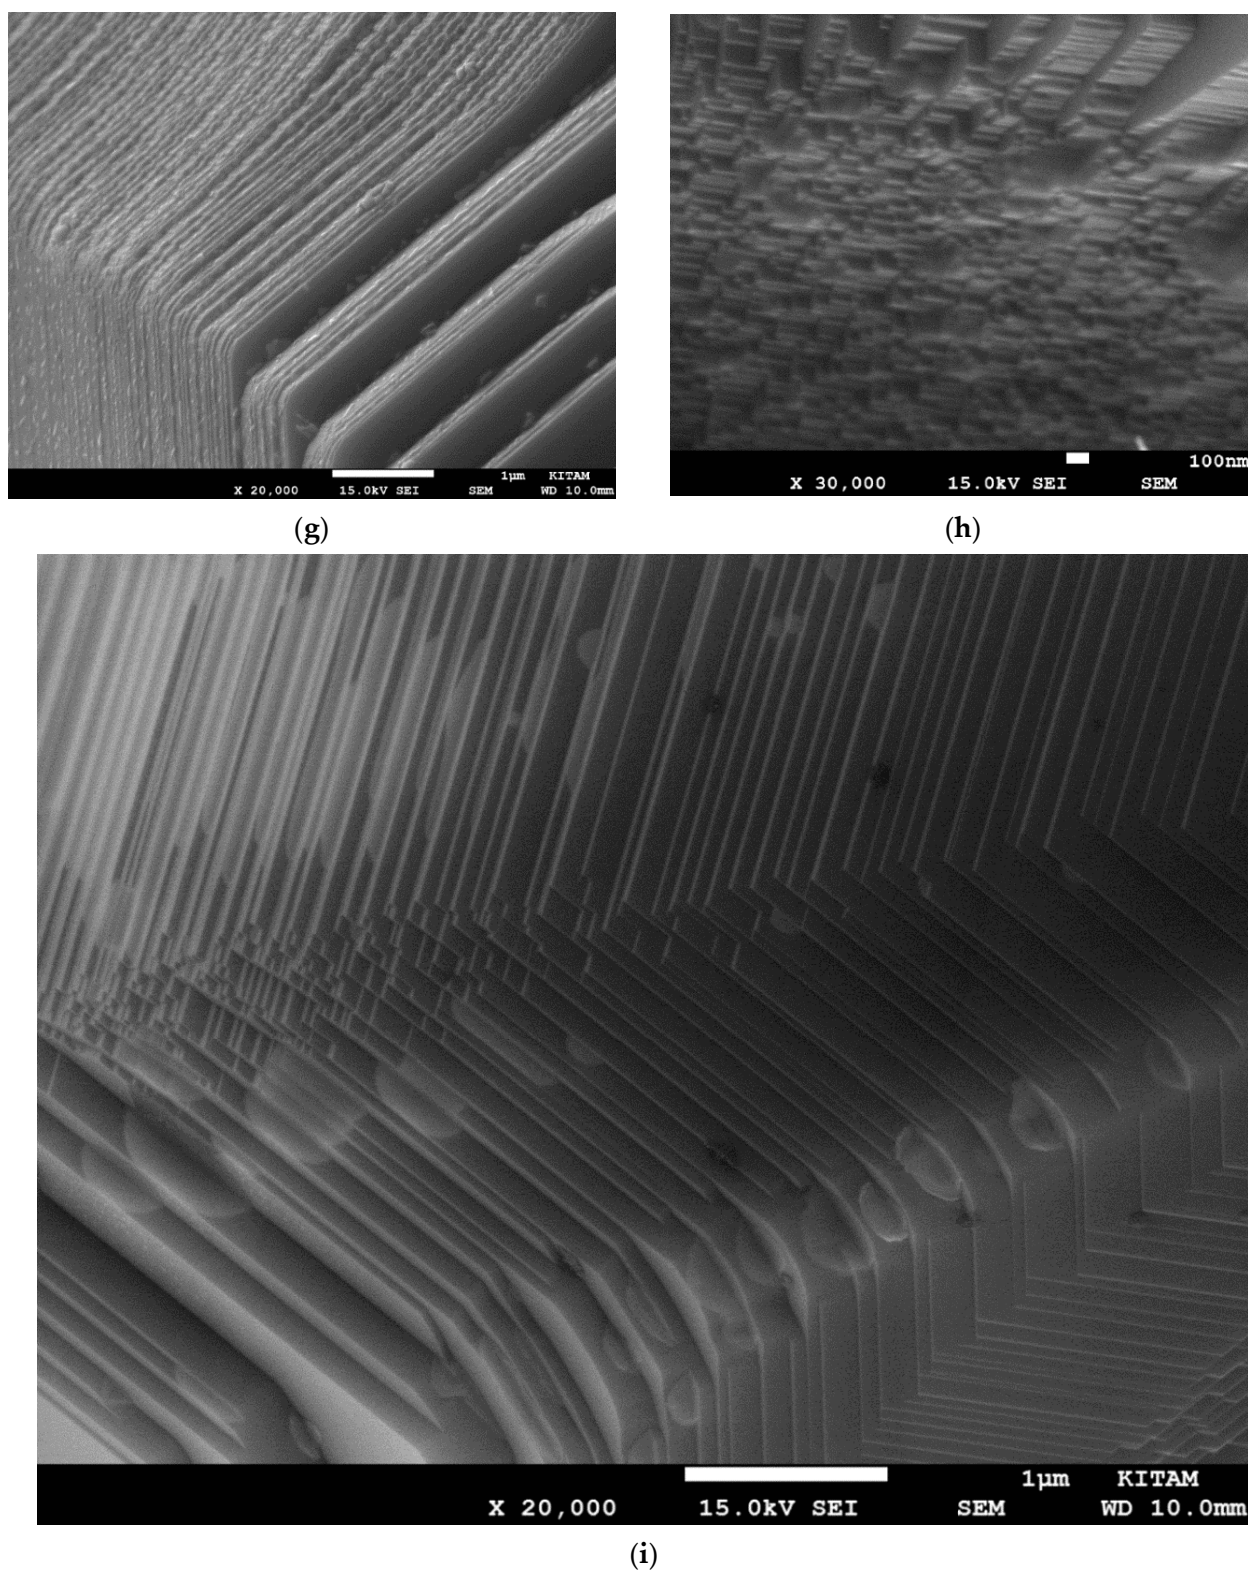 1μm KITAM
X 20,000 15.0kV SEI SEM WD 10.0mm
(g)
100nm
X 30,000 15.0kV SEI SEM
(h)
1μm KITAM
X 20,000 15.0kV SEI SEM WD 10.0mm
(i)